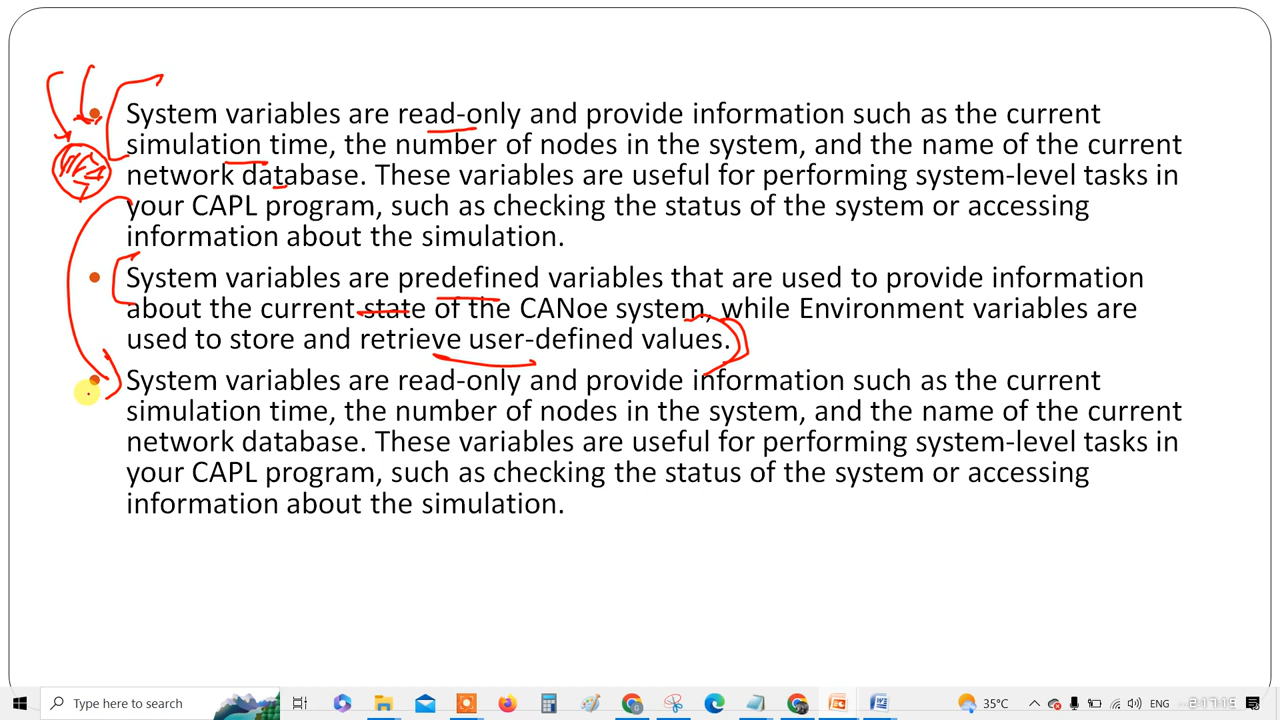 System variables are read-only and provide information such as the current
simulation time, the number of nodes in the system, and the name of the current
network database. These variables are useful for performing system-level tasks in
your CAPL program, such as checking the status of the system or accessing
information about the simulation.
System variables are predefined variables that are used to provide information
about the current state of the CANoe system, while Environment variables are
used to store and retrieve user-defined values.
System variables are read-only and provide information such as the current
simulation time, the number of nodes in the system, and the name of the current
network database. These variables are useful for performing system-level tasks in
your CAPL program, such as checking the status of the system or accessing
information about the simulation.
Type here to search
35°C
ENG